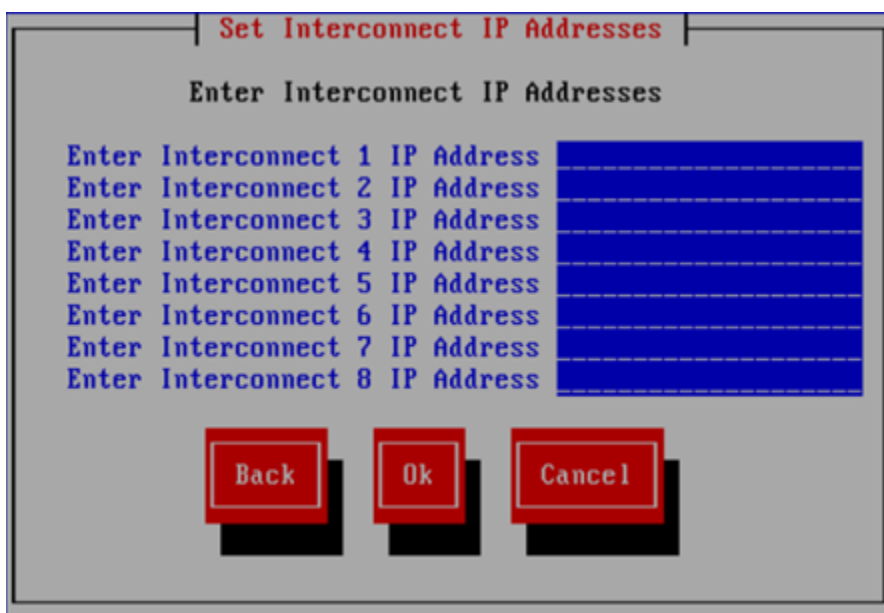 Set Interconnect IP Addresses
Enter Interconnect IP Addresses
Enter Interconnect 1 IP Address
Enter Interconnect 2 IP Address
Enter Interconnect 3 IP Address
Enter Interconnect 4 IP Address
Enter Interconnect 5 IP Address
Enter Interconnect 6 IP Address
Enter Interconnect 7 IP Address
Enter Interconnect 8 IP Address
Back Ok Cancel